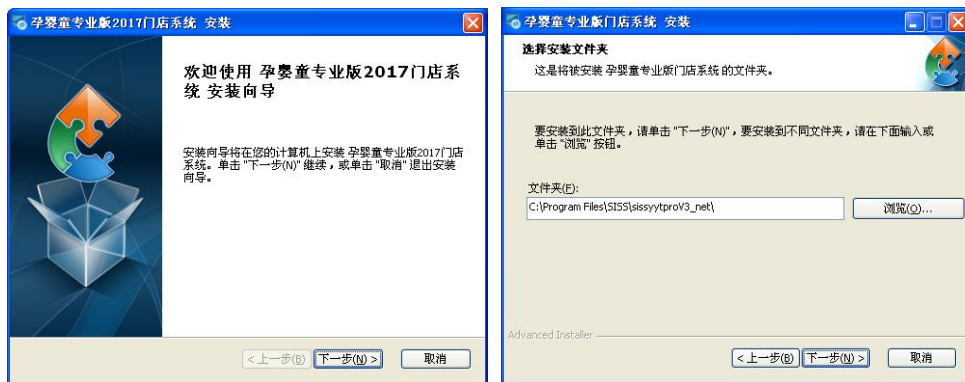 孕婴童专业版2017门店系统 安装
欢迎使用 孕婴童专业版2017门店系
统 安装向导
安装向导将在您的计算机上安装 孕婴童专业版2017门店
系统。单击 "下一步(N)" 继续，或单击 "取消" 退出安装
向导。
< 上一步(B)
下一步(N) >
取消
孕婴童专业版门店系统 安装
选择安装文件夹
这是将被安装 孕婴童专业版门店系统 的文件夹。
要安装到此文件夹，请单击 "下一步(N)"，要安装到不同文件夹，请在下面输入或
单击 "浏览" 按钮。
文件夹(F):
C:\Program Files\SISS\sissyytproV3_net\
浏览(O)...
Advanced Installer
< 上一步(B)
下一步(N) >
取消